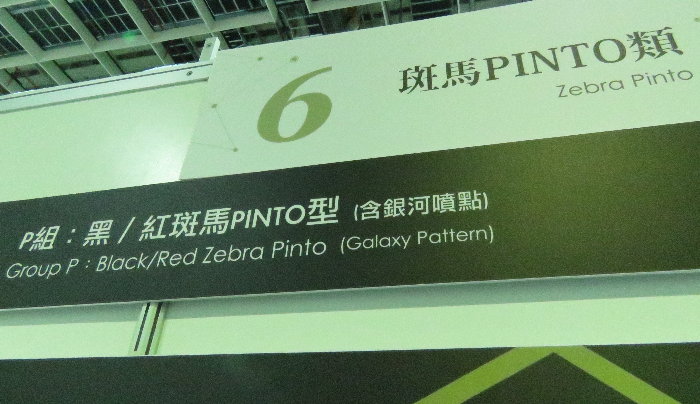 6
斑馬PINTO類
Zebra Pinto
P組：黑/紅斑馬PINTO型 (含銀河噴點)
Group P：Black/Red Zebra Pinto (Galaxy Pattern)